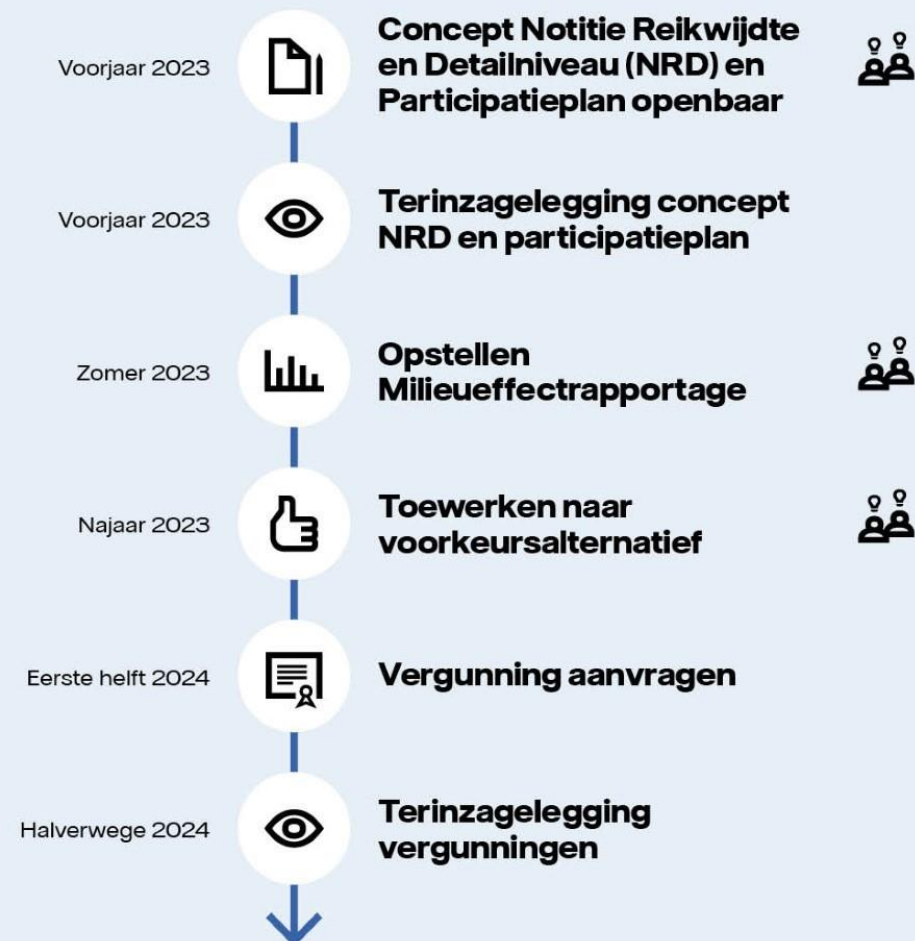 Voorjaar 2023
Concept Notitie Reikwijdte
en Detailniveau (NRD) en
Participatieplan openbaar
Voorjaar 2023
Terinzagelegging concept
NRD en participatieplan
Zomer 2023
Opstellen
Milieueffectrapportage
Najaar 2023
Toewerken naar
voorkeursalternatief
Eerste helft 2024
Vergunning aanvragen
Halverwege 2024
Terinzagelegging
vergunningen